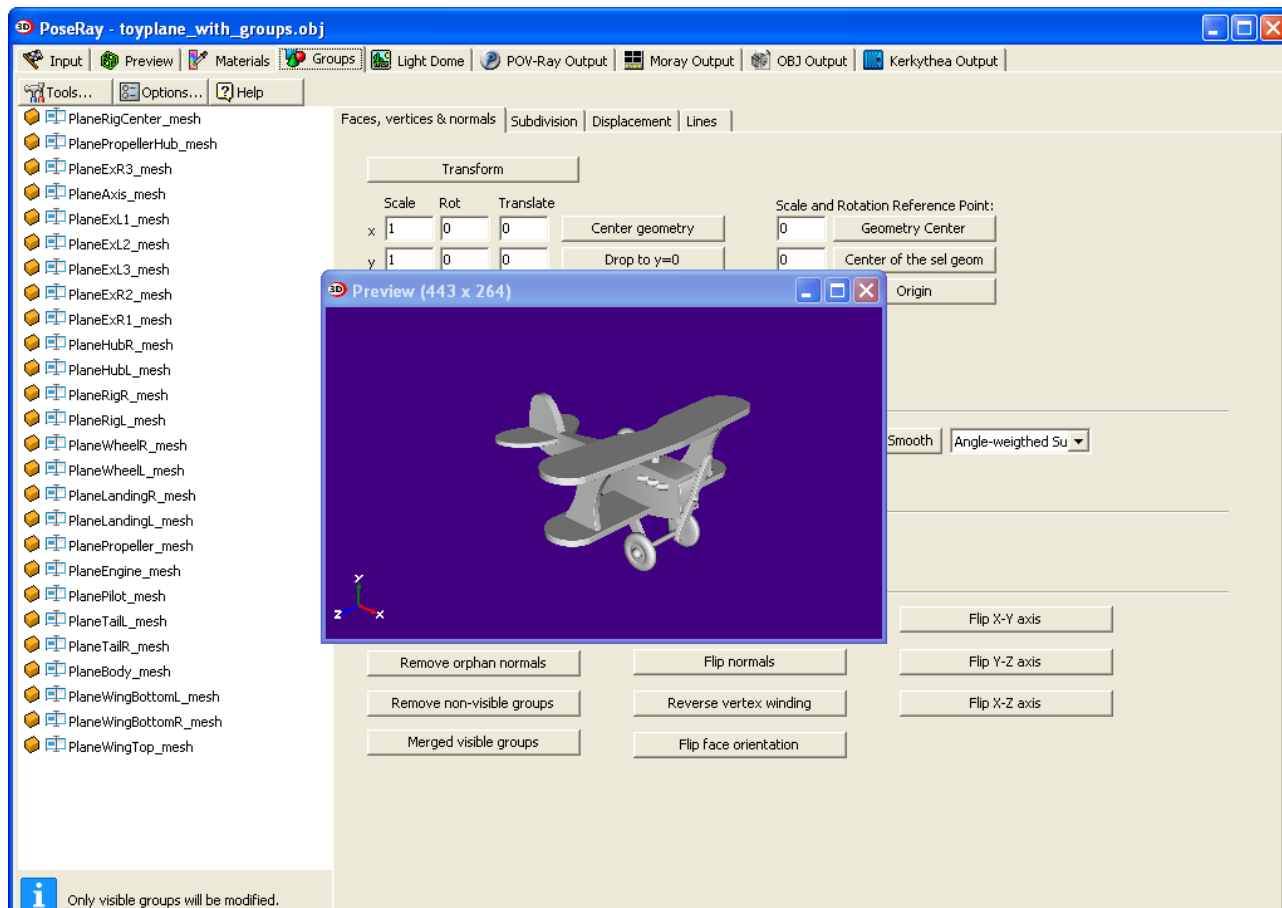 3D PoseRay - toyplane_with_groups.obj
Input Preview Materials Groups Light Dome POV-Ray Output Moray Output OBJ Output Kerkythea Output
Tools... Options... Help
PlaneRigCenter_mesh
PlanePropellerHub_mesh
PlaneExR3_mesh
PlaneAxis_mesh
PlaneExL1_mesh
PlaneExL2_mesh
PlaneExL3_mesh
PlaneExR2_mesh
PlaneExR1_mesh
PlaneHubR_mesh
PlaneHubL_mesh
PlaneRigR_mesh
PlaneRigL_mesh
PlaneWheelR_mesh
PlaneWheelL_mesh
PlaneLandingR_mesh
PlaneLandingL_mesh
PlanePropeller_mesh
PlaneEngine_mesh
PlanePilot_mesh
PlaneTailL_mesh
PlaneTailR_mesh
PlaneBody_mesh
PlaneWingBottomL_mesh
PlaneWingBottomR_mesh
PlaneWingTop_mesh
i Only visible groups will be modified.
Faces, vertices & normals Subdivision Displacement Lines
Transform
Scale Rot Translate Scale and Rotation Reference Point:
x 1 0 0 Center geometry 0 Geometry Center
y 1 0 0 Drop to y=0 0 Center of the sel geom
Origin
3D Preview (443 x 264)
Y
Z X
Smooth Angle-weigthed Su
Flip X-Y axis
Remove orphan normals Flip normals Flip Y-Z axis
Remove non-visible groups Reverse vertex winding Flip X-Z axis
Merged visible groups Flip face orientation